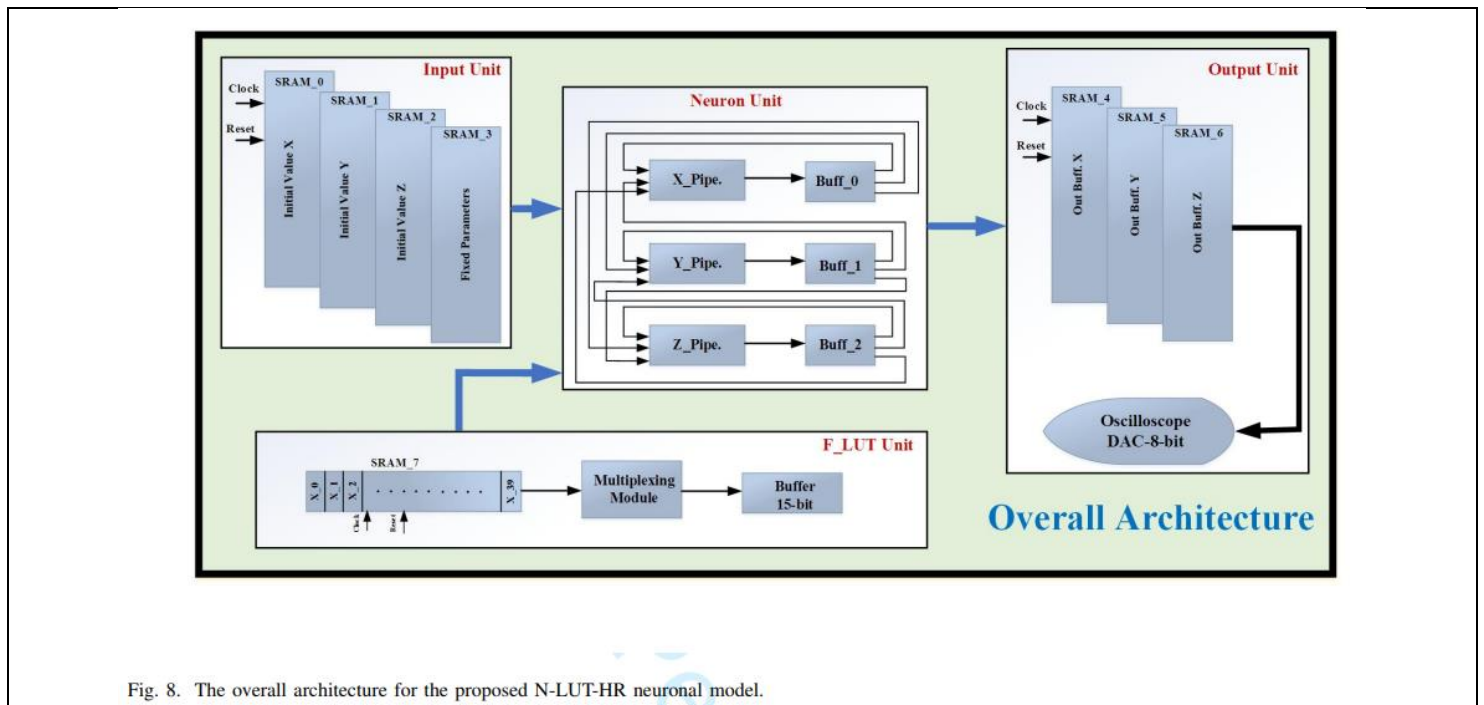 Input Unit
Clock
Reset
SRAM_0
Initial Value X
SRAM_1
Initial Value Y
SRAM_2
Initial Value Z
SRAM_3
Fixed Parameters
Neuron Unit
X_Pipe.
Buff_0
Y_Pipe.
Buff_1
Z_Pipe.
Buff_2
Output Unit
Clock
Reset
SRAM_4
Out Buff. X
SRAM_5
Out Buff. Y
SRAM_6
Out Buff. Z
Oscilloscope
DAC-8-bit
F_LUT Unit
SRAM_7
X_0
X_1
X_2
. . . . . . . . .
X_39
Clock
Reset
Multiplexing
Module
Buffer
15-bit
Overall Architecture
Fig. 8. The overall architecture for the proposed N-LUT-HR neuronal model.